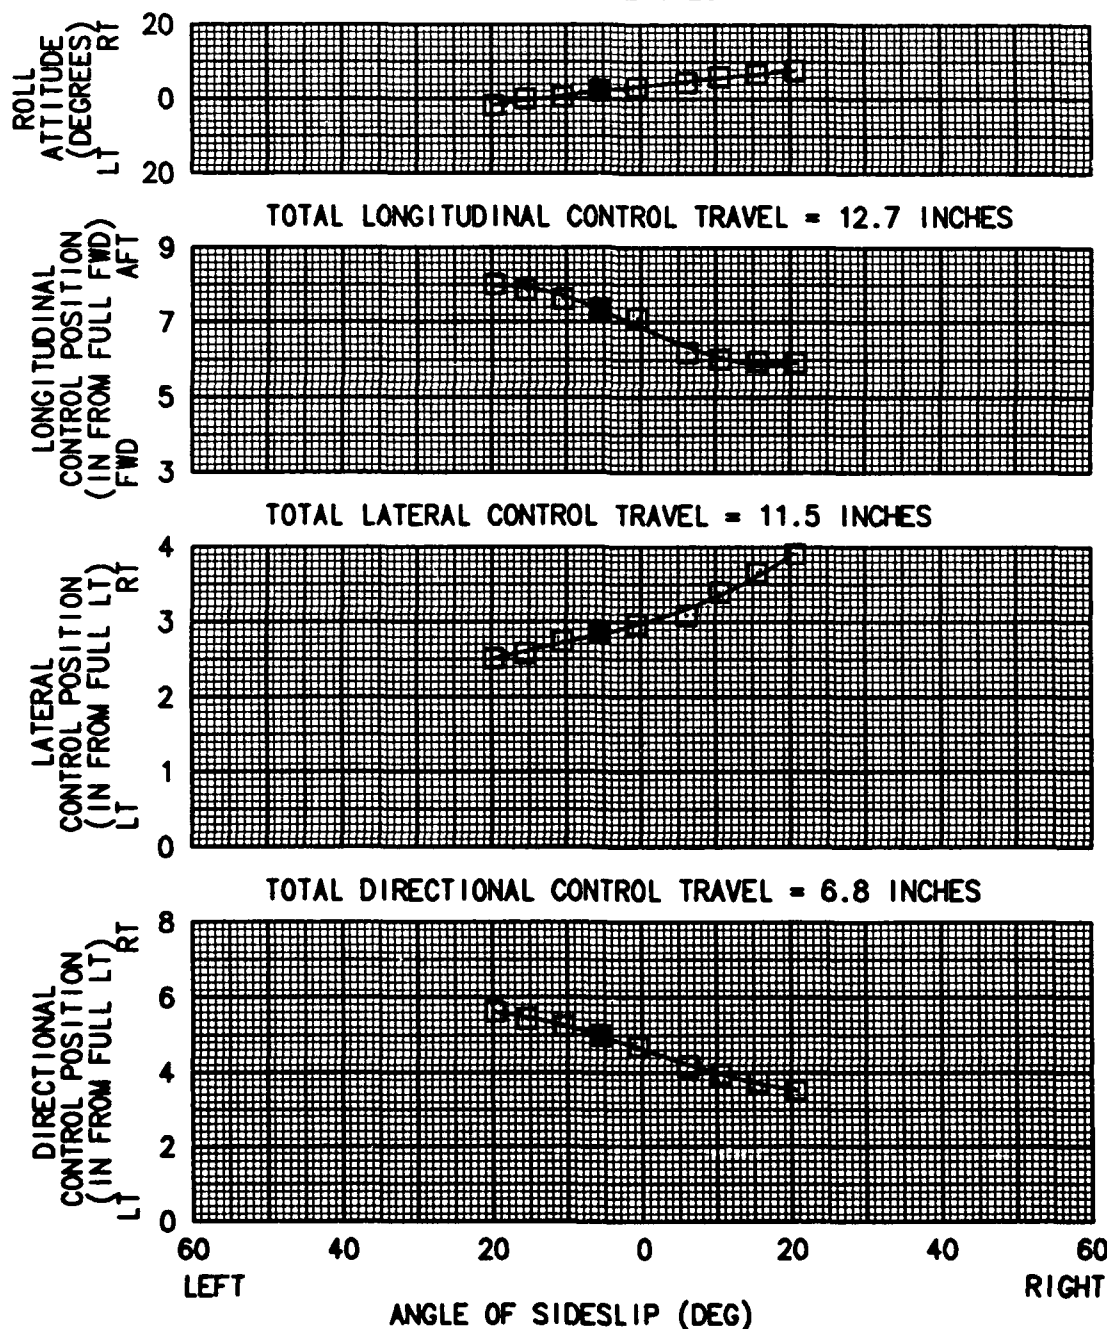 ROLL
ATTITUDE
(DEGREES)
LT RT
20
0
20
TOTAL LONGITUDINAL CONTROL TRAVEL = 12.7 INCHES
LONGITUDINAL
CONTROL POSITION
(IN FROM FULL FWD)
FWD AFT
9
7
5
3
TOTAL LATERAL CONTROL TRAVEL = 11.5 INCHES
LATERAL
CONTROL POSITION
(IN FROM FULL LT)
LT RT
4
3
2
1
0
TOTAL DIRECTIONAL CONTROL TRAVEL = 6.8 INCHES
DIRECTIONAL
CONTROL POSITION
(IN FROM FULL LT)
LT RT
8
6
4
2
0
60 40 20 0 20 40 60
LEFT RIGHT
ANGLE OF SIDESLIP (DEG)